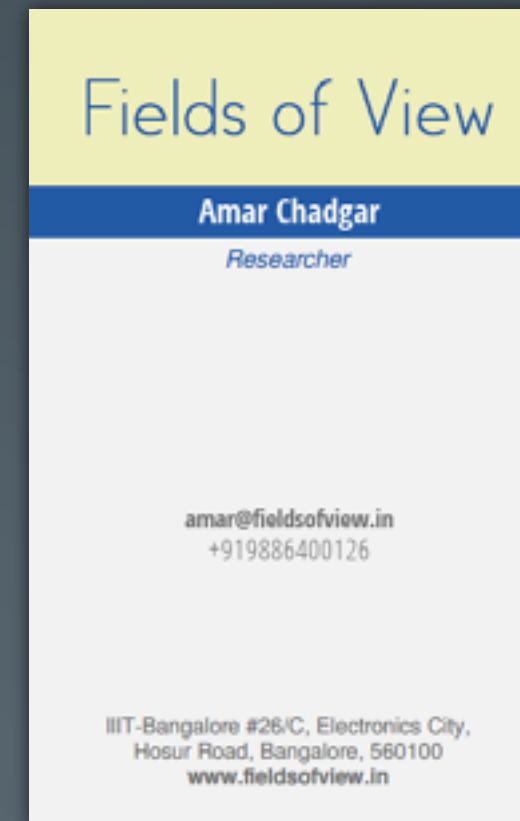 Fields of View
Amar Chadgar
Researcher
amar@fieldsofview.in
+919886400126
IIIT-Bangalore #26/C, Electronics City,
Hosur Road, Bangalore, 560100
www.fieldsofview.in